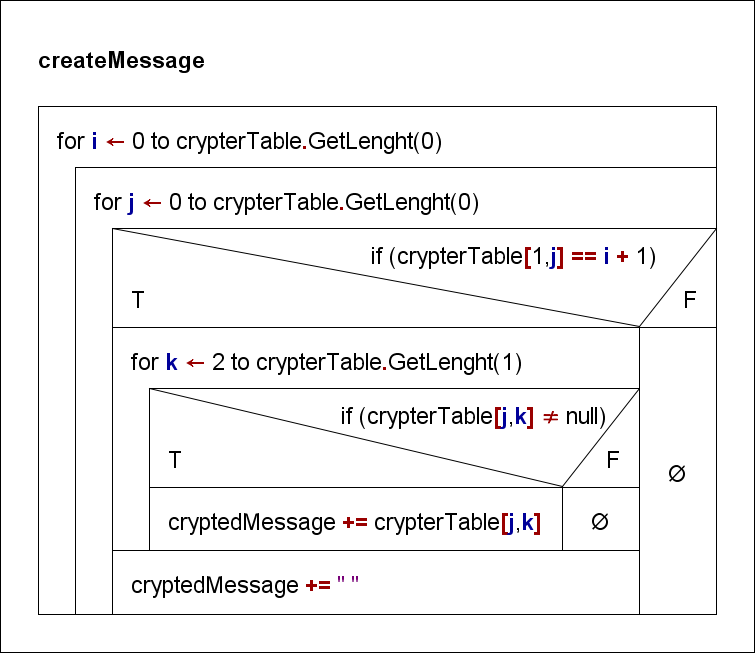 createMessage
for i ← 0 to crypterTable.GetLenght(0)
for j ← 0 to crypterTable.GetLenght(0)
if (crypterTable[1,j] == i + 1)
T
F
for k ← 2 to crypterTable.GetLenght(1)
if (crypterTable[j,k] ≠ null)
T
F
∅
cryptedMessage += crypterTable[j,k]
∅
cryptedMessage += " "